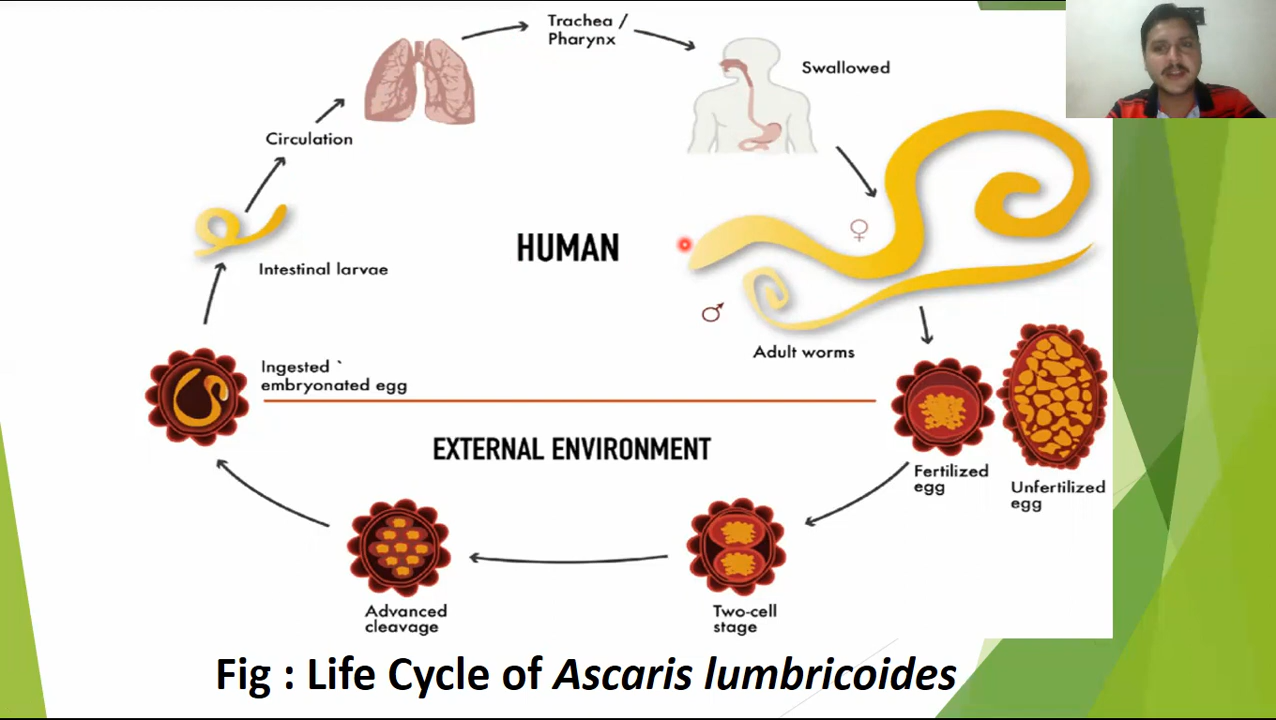 Trachea /
Pharynx
Swallowed
Circulation
Intestinal larvae
HUMAN
♀
♂
Adult worms
Ingested `
embryonated egg
EXTERNAL ENVIRONMENT
Fertilized
egg
Unfertilized
egg
Advanced
cleavage
Two-cell
stage
Fig : Life Cycle of Ascaris lumbricoides